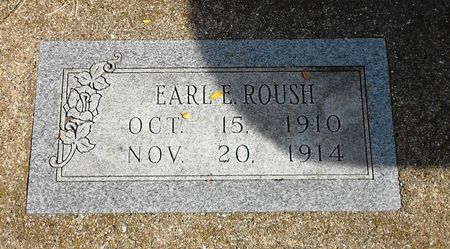 EARL E. ROUSH
OCT. 15, 1910
NOV. 20, 1914